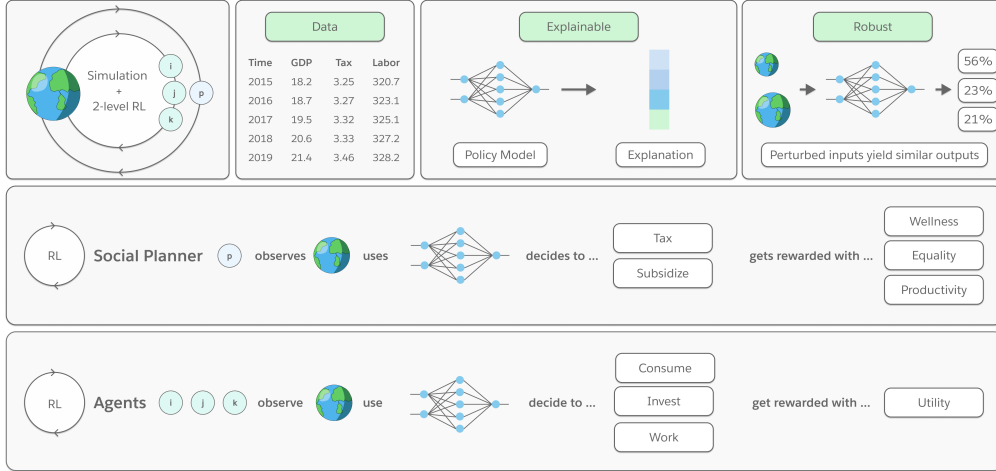 Simulation
+
2-level RL
i
j
k
p
Data
Time GDP Tax Labor
2015 18.2 3.25 320.7
2016 18.7 3.27 323.1
2017 19.5 3.32 325.1
2018 20.6 3.33 327.2
2019 21.4 3.46 328.2
Explainable
Policy Model
Explanation
Robust
56%
23%
21%
Perturbed inputs yield similar outputs
RL
Social Planner p observes uses decides to ...
Tax
Subsidize
gets rewarded with ...
Wellness
Equality
Productivity
RL
Agents i j k observe use decide to ...
Consume
Invest
Work
get rewarded with ...
Utility